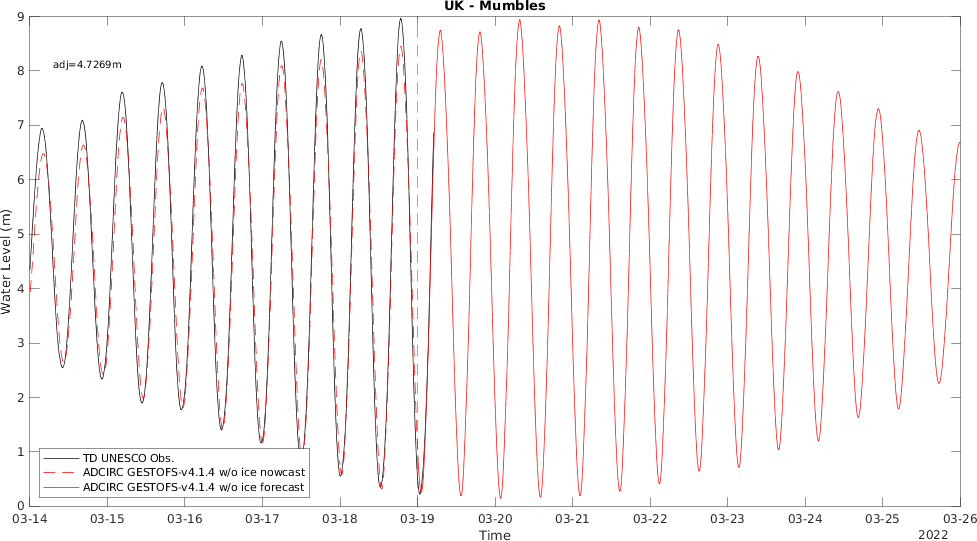 UK - Mumbles
9
8
7
6
5
4
3
2
1
0
adj=4.7269m
Water Level (m)
TD UNESCO Obs.
ADCIRC GESTOFS-v4.1.4 w/o ice nowcast
ADCIRC GESTOFS-v4.1.4 w/o ice forecast
03-14 03-15 03-16 03-17 03-18 03-19 03-20 03-21 03-22 03-23 03-24 03-25 03-26
Time
2022